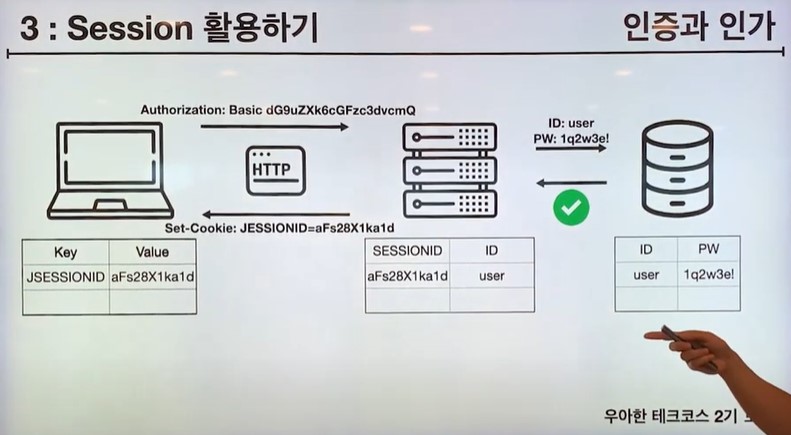 3 : Session 활용하기
인증과 인가
Authorization: Basic dG9uZXk6cGFzc3dvcmQ
HTTP
Set-Cookie: JESSIONID=aFs28X1ka1d
ID: user
PW: 1q2w3e!
Key Value
JSESSIONID aFs28X1ka1d
SESSIONID ID
aFs28X1ka1d user
ID PW
user 1q2w3e!
우아한 테크코스 2기